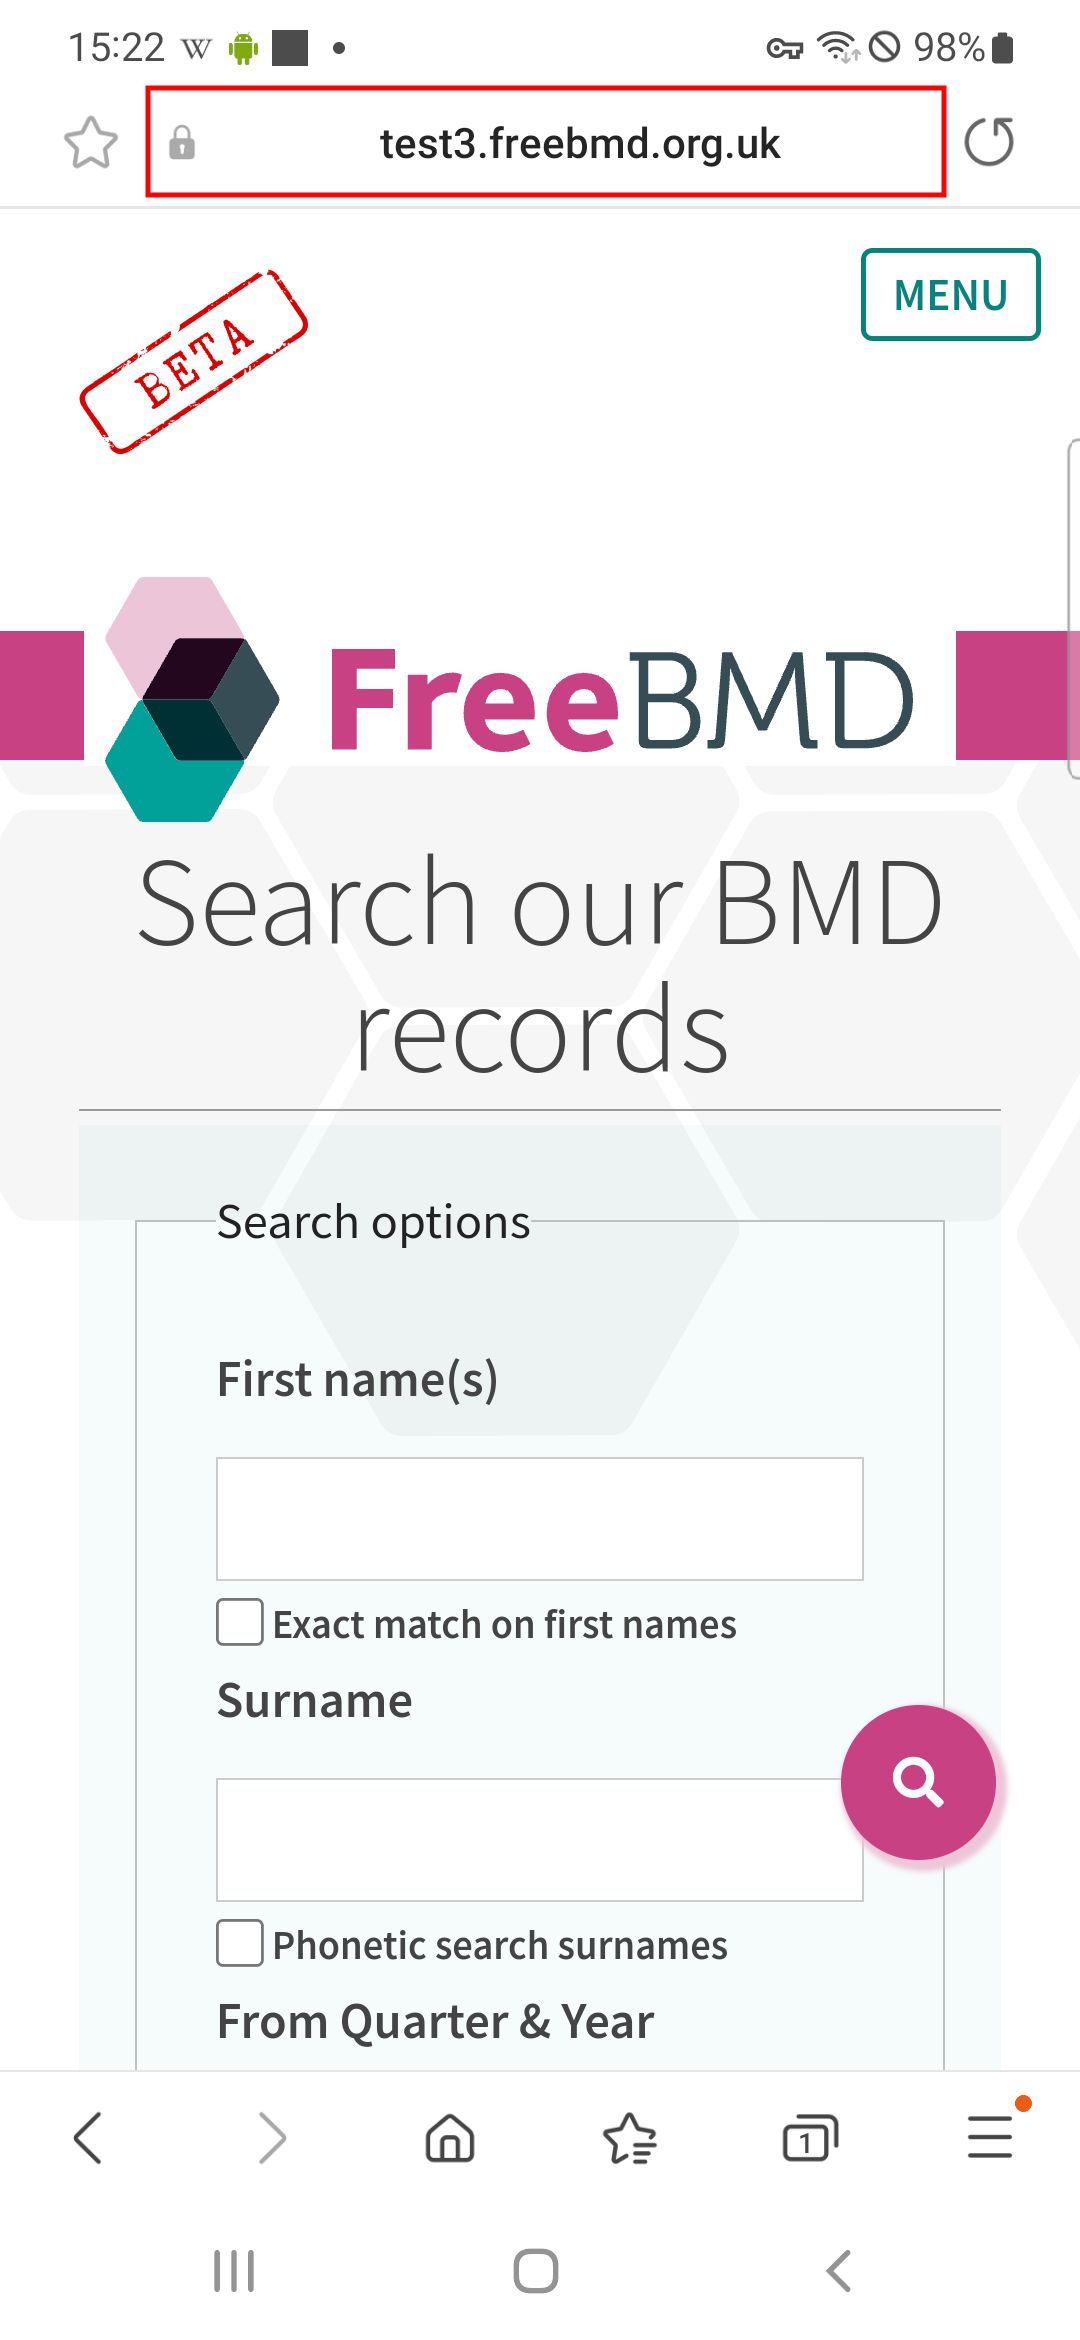 15:22 W 98%
test3.freebmd.org.uk
MENU
BETA
FreeBMD
Search our BMD
records
Search options
First name(s)
Exact match on first names
Surname
Phonetic search surnames
From Quarter & Year
1